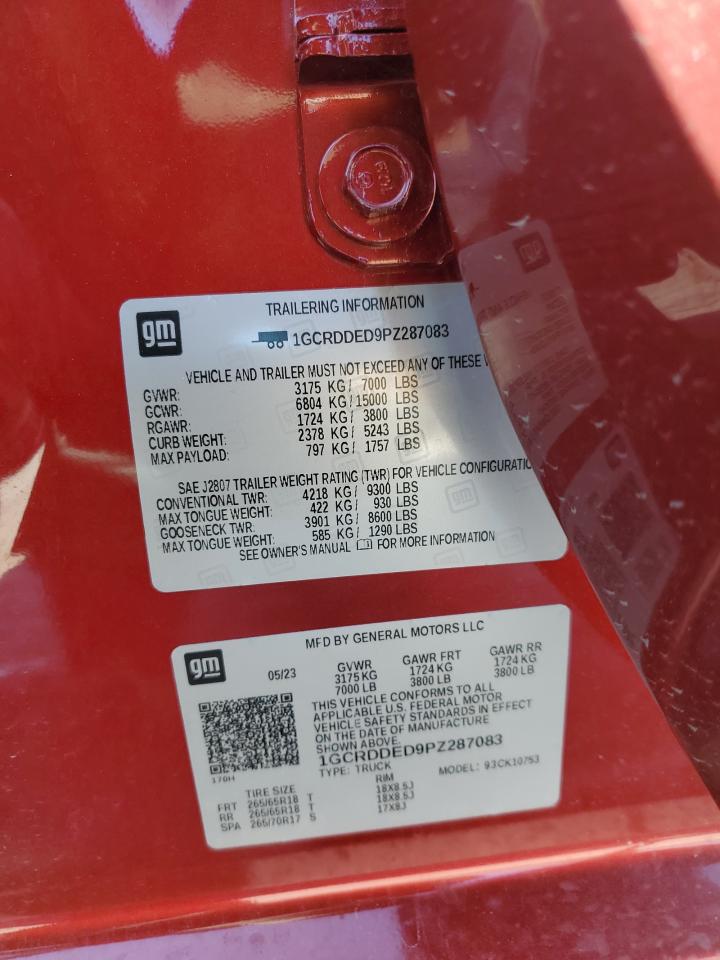 gm
TRAILERING INFORMATION
1GCRDDED9PZ287083
VEHICLE AND TRAILER MUST NOT EXCEED ANY OF THESE
GVWR: 3175 KG / 7000 LBS
GCWR: 6804 KG / 15000 LBS
RGAWR: 1724 KG / 3800 LBS
CURB WEIGHT: 2378 KG / 5243 LBS
MAX PAYLOAD: 797 KG / 1757 LBS
SAE J2807 TRAILER WEIGHT RATING (TWR) FOR VEHICLE
CONVENTIONAL TWR: 4218 KG / 9300 LBS
MAX TONGUE WEIGHT: 422 KG / 930 LBS
GOOSENECK TWR: 3901 KG / 8600 LBS
MAX TONGUE WEIGHT: 585 KG / 1290 LBS
SEE OWNER'S MANUAL FOR MORE INFORMATION
gm
MFD BY GENERAL MOTORS LLC
05/23 GVWR GAWR FRT GAWR RR
3175 KG 1724 KG 1724 KG
7000 LB 3800 LB 3800 LB
THIS VEHICLE CONFORMS TO ALL
APPLICABLE U.S. FEDERAL MOTOR
VEHICLE SAFETY STANDARDS IN EFFECT
ON THE DATE OF MANUFACTURE
SHOWN ABOVE.
1GCRDDED9PZ287083
TYPE: TRUCK MODEL: 93CK10753
170H
TIRE SIZE RIM
FRT 265/65R18 T 18X8.5J
RR 265/65R18 T 18X8.5J
SPA 265/70R17 S 17X8J